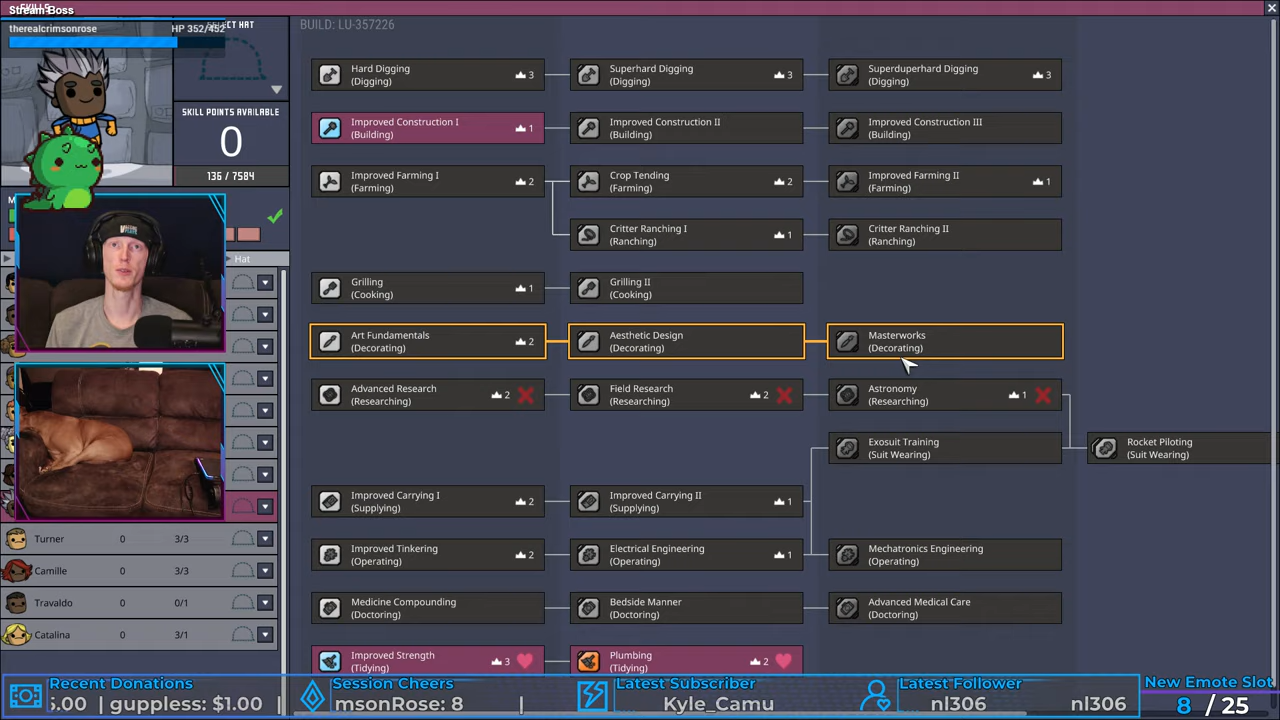 Stream Boss
therealcrimsonrose HP 352/452
SELECT HAT
SKILL POINTS AVAILABLE
0
136 / 7584
Hat
Turner 0 3/3
Camille 0 3/3
Travaldo 0 0/1
Catalina 0 3/1
BUILD: LU-357226
Hard Digging
(Digging)
3
Superhard Digging
(Digging)
3
Superduperhard Digging
(Digging)
3
Improved Construction I
(Building)
1
Improved Construction II
(Building)
Improved Construction III
(Building)
Improved Farming I
(Farming)
2
Crop Tending
(Farming)
2
Improved Farming II
(Farming)
1
Critter Ranching I
(Ranching)
1
Critter Ranching II
(Ranching)
Grilling
(Cooking)
1
Grilling II
(Cooking)
Art Fundamentals
(Decorating)
2
Aesthetic Design
(Decorating)
Masterworks
(Decorating)
Advanced Research
(Researching)
2
Field Research
(Researching)
2
Astronomy
(Researching)
1
Exosuit Training
(Suit Wearing)
Rocket Piloting
(Suit Wearing)
Improved Carrying I
(Supplying)
2
Improved Carrying II
(Supplying)
1
Improved Tinkering
(Operating)
2
Electrical Engineering
(Operating)
1
Mechatronics Engineering
(Operating)
Medicine Compounding
(Doctoring)
Bedside Manner
(Doctoring)
Advanced Medical Care
(Doctoring)
Improved Strength
(Tidying)
3
Plumbing
(Tidying)
2
Recent Donations
5.00 guppless: $1.00
Session Cheers
msonRose: 8
Latest Subscriber
Kyle_Camu
Latest Follower
nl306 nl306
New Emote Slot
8 / 25